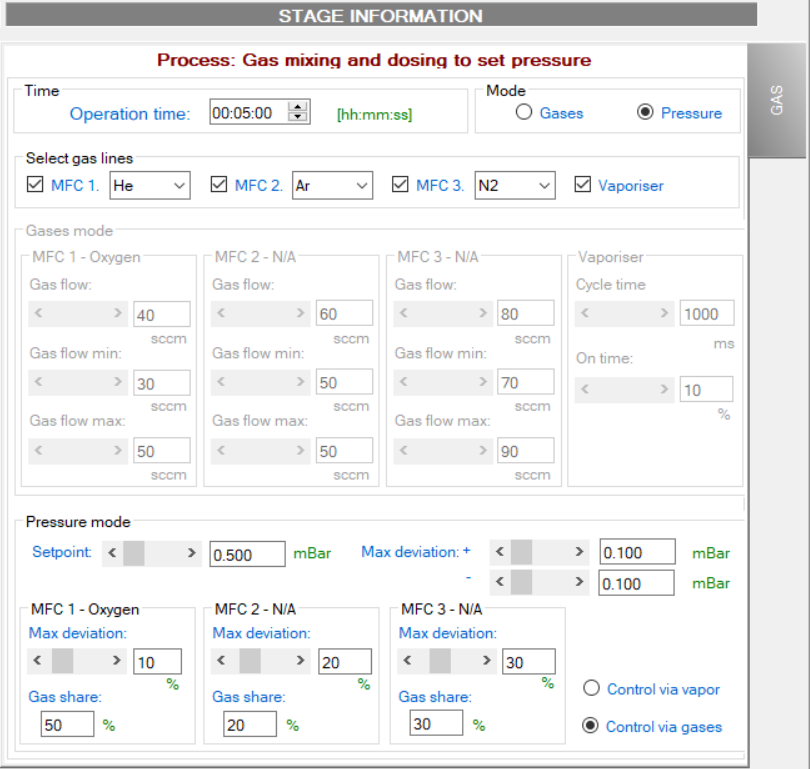 STAGE INFORMATION
Process: Gas mixing and dosing to set pressure
GAS
Time
Operation time: 00:05:00 [hh:mm:ss]
Mode
Gases Pressure
Select gas lines
MFC 1. He MFC 2. Ar MFC 3. N2 Vaporiser
Gases mode
MFC 1 - Oxygen MFC 2 - N/A MFC 3 - N/A Vaporiser
Gas flow: Gas flow: Gas flow: Cycle time
40 60 80 1000
sccm sccm sccm ms
Gas flow min: Gas flow min: Gas flow min: On time:
30 50 70 10
sccm sccm sccm %
Gas flow max: Gas flow max: Gas flow max:
50 50 90
sccm sccm sccm
Pressure mode
Setpoint: 0.500 mBar Max deviation: + 0.100 mBar
- 0.100 mBar
MFC 1 - Oxygen MFC 2 - N/A MFC 3 - N/A
Max deviation: Max deviation: Max deviation:
10 20 30
% % %
Gas share: Gas share: Gas share: Control via vapor
50 % 20 % 30 % Control via gases